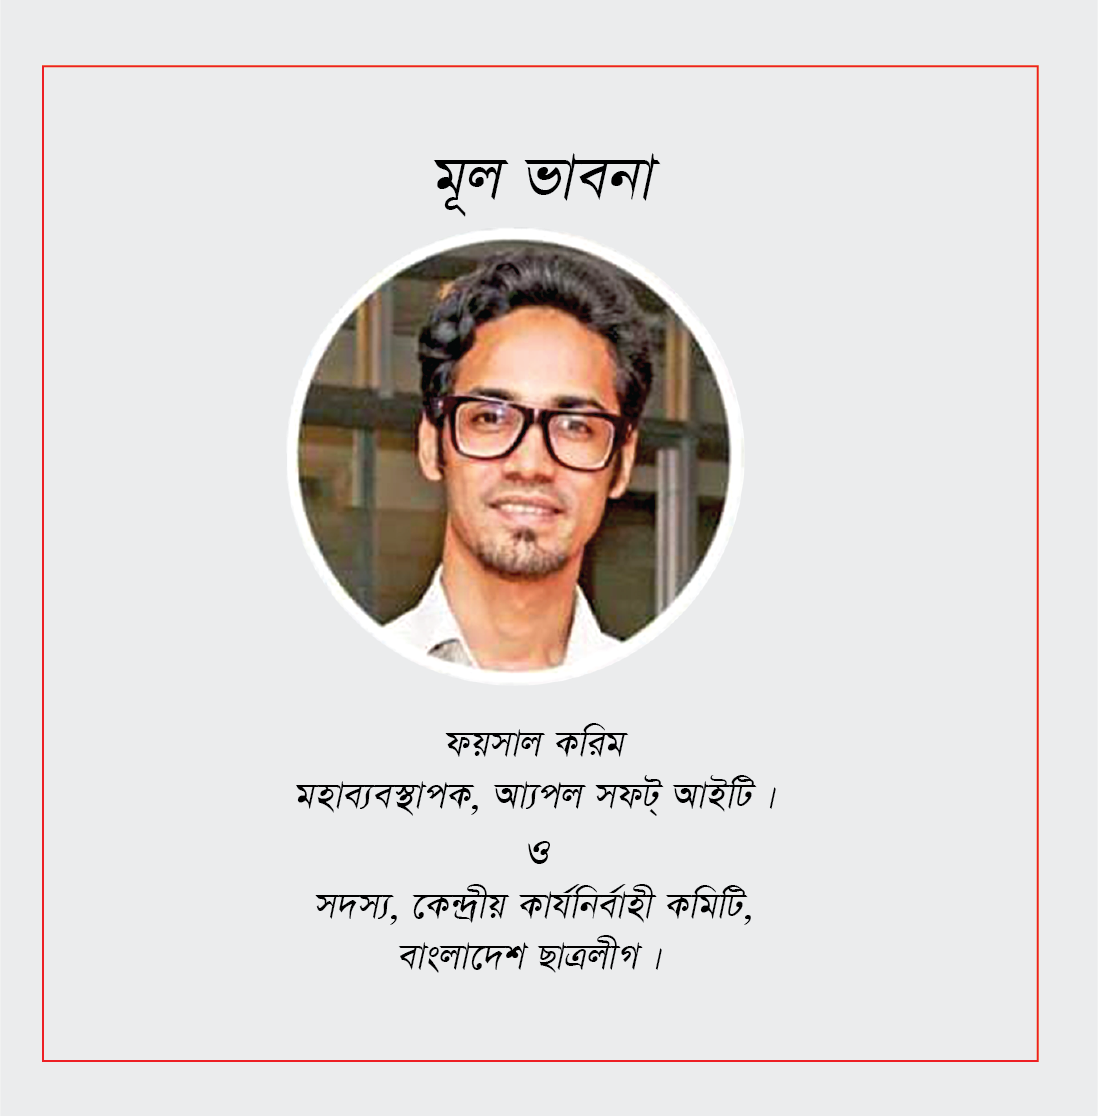 মূল ভাবনা
ফয়সাল করিম
মহাব্যবস্থাপক, অ্যাপল সফট্ আইটি ।
ও
সদস্য, কেন্দ্রীয় কার্যনির্বাহী কমিটি,
বাংলাদেশ ছাত্রলীগ ।